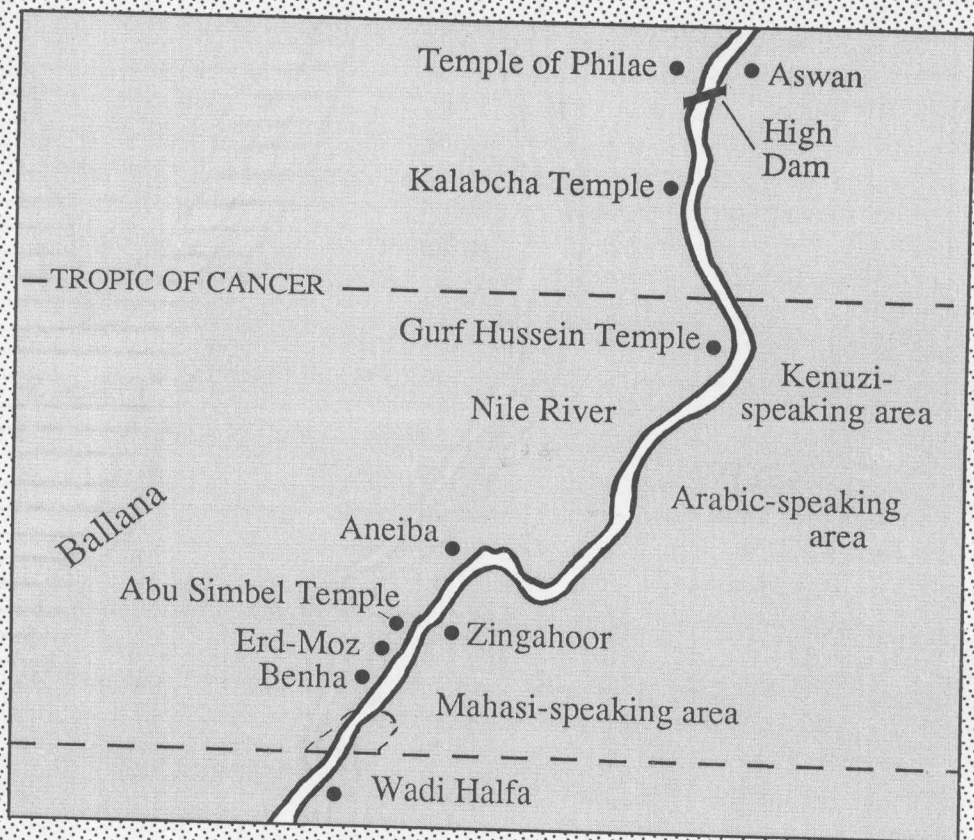 Temple of Philae
Aswan
High
Dam
Kalabcha Temple
TROPIC OF CANCER
Gurf Hussein Temple
Kenuzi-
speaking area
Nile River
Arabic-speaking
area
Ballana
Aneiba
Abu Simbel Temple
Erd-Moz
Zingahoor
Benha
Mahasi-speaking area
Wadi Halfa